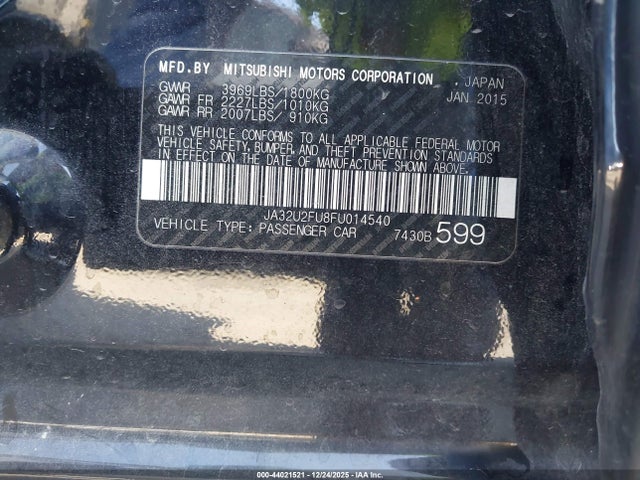 MFD.BY MITSUBISHI MOTORS CORPORATION JAPAN
GVWR 3969LBS/1800KG JAN 2015
GAWR FR 2227LBS/1010KG
GAWR RR 2007LBS/ 910KG
THIS VEHICLE CONFORMS TO ALL APPLICABLE FEDERAL MOTOR
VEHICLE SAFETY, BUMPER, AND THEFT PREVENTION STANDARDS
IN EFFECT ON THE DATE OF MANUFACTURE SHOWN ABOVE.
JA32U2FU8FU014540
VEHICLE TYPE: PASSENGER CAR 7430B 599
000-44021521 - 12/24/2025 - IAA Inc.